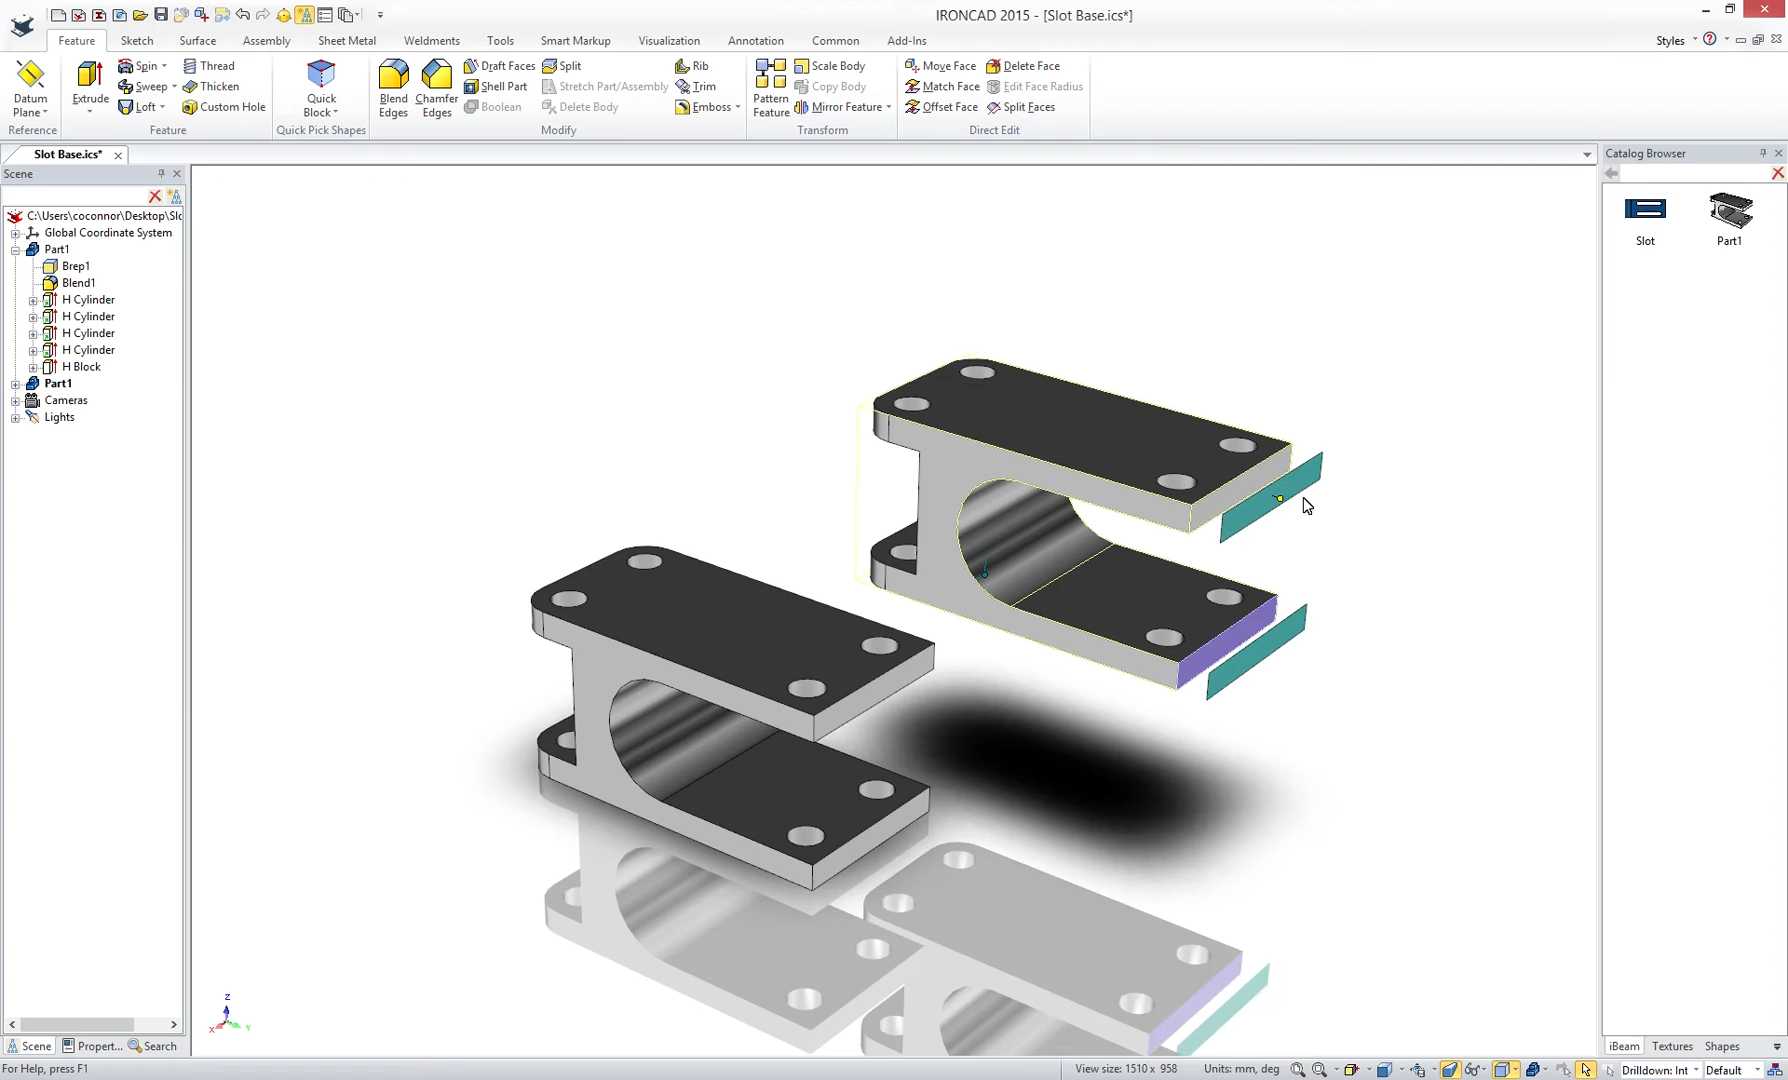 IRONCAD 2015 - [Slot Base.ics*]
Feature Sketch Surface Assembly Sheet Metal Weldments Tools Smart Markup Visualization Annotation Common Add-Ins Styles
Spin Thread Draft Faces Split Rib Scale Body Move Face Delete Face
Sweep Thicken Shell Part Stretch Part/Assembly Trim Copy Body Match Face Edit Face Radius
Loft Custom Hole Boolean Delete Body Emboss Mirror Feature Offset Face Split Faces
Datum Plane
Extrude
Quick Block
Blend Edges
Chamfer Edges
Pattern Feature
Reference Feature Quick Pick Shapes Modify Transform Direct Edit
Slot Base.ics*
Catalog Browser
Scene
C:\Users\coconnor\Desktop\Slo
Global Coordinate System
Part1
Brep1
Blend1
H Cylinder
H Cylinder
H Cylinder
H Cylinder
H Block
Part1
Cameras
Lights
Slot Part1
Z
X
Y
Scene Propert... Search
iBeam Textures Shapes
For Help, press F1
View size: 1510 x 958
Units: mm, deg
Drilldown: Int
Default